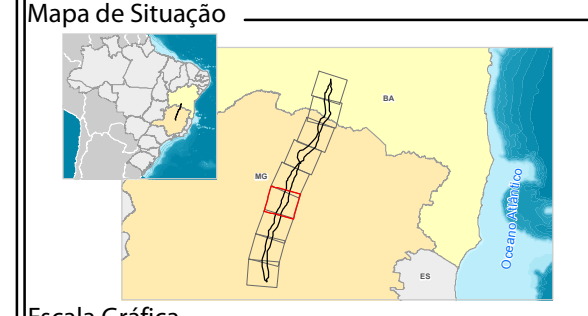 Mapa de Situação
BA
MG
Oceano Atlântico
ES
Escala Gráfica